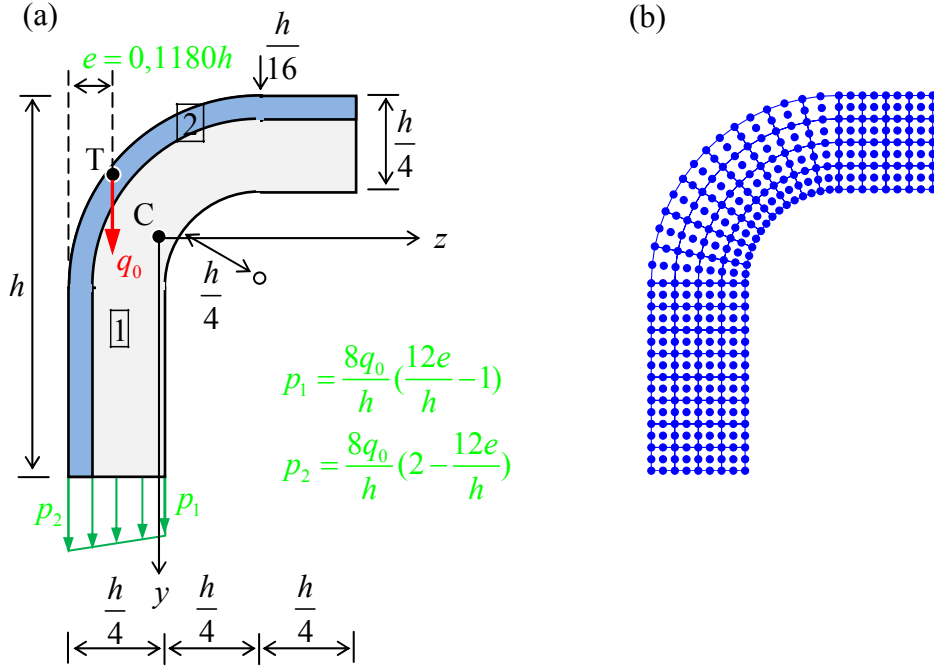 (a)
(b)
e = 0,1180h
h/16
2
h/4
T
C
z
q₀
h
h/4
1
p₁ = 8q₀/h (12e/h − 1)
p₂ = 8q₀/h (2 − 12e/h)
p₂
p₁
y
h/4
h/4
h/4